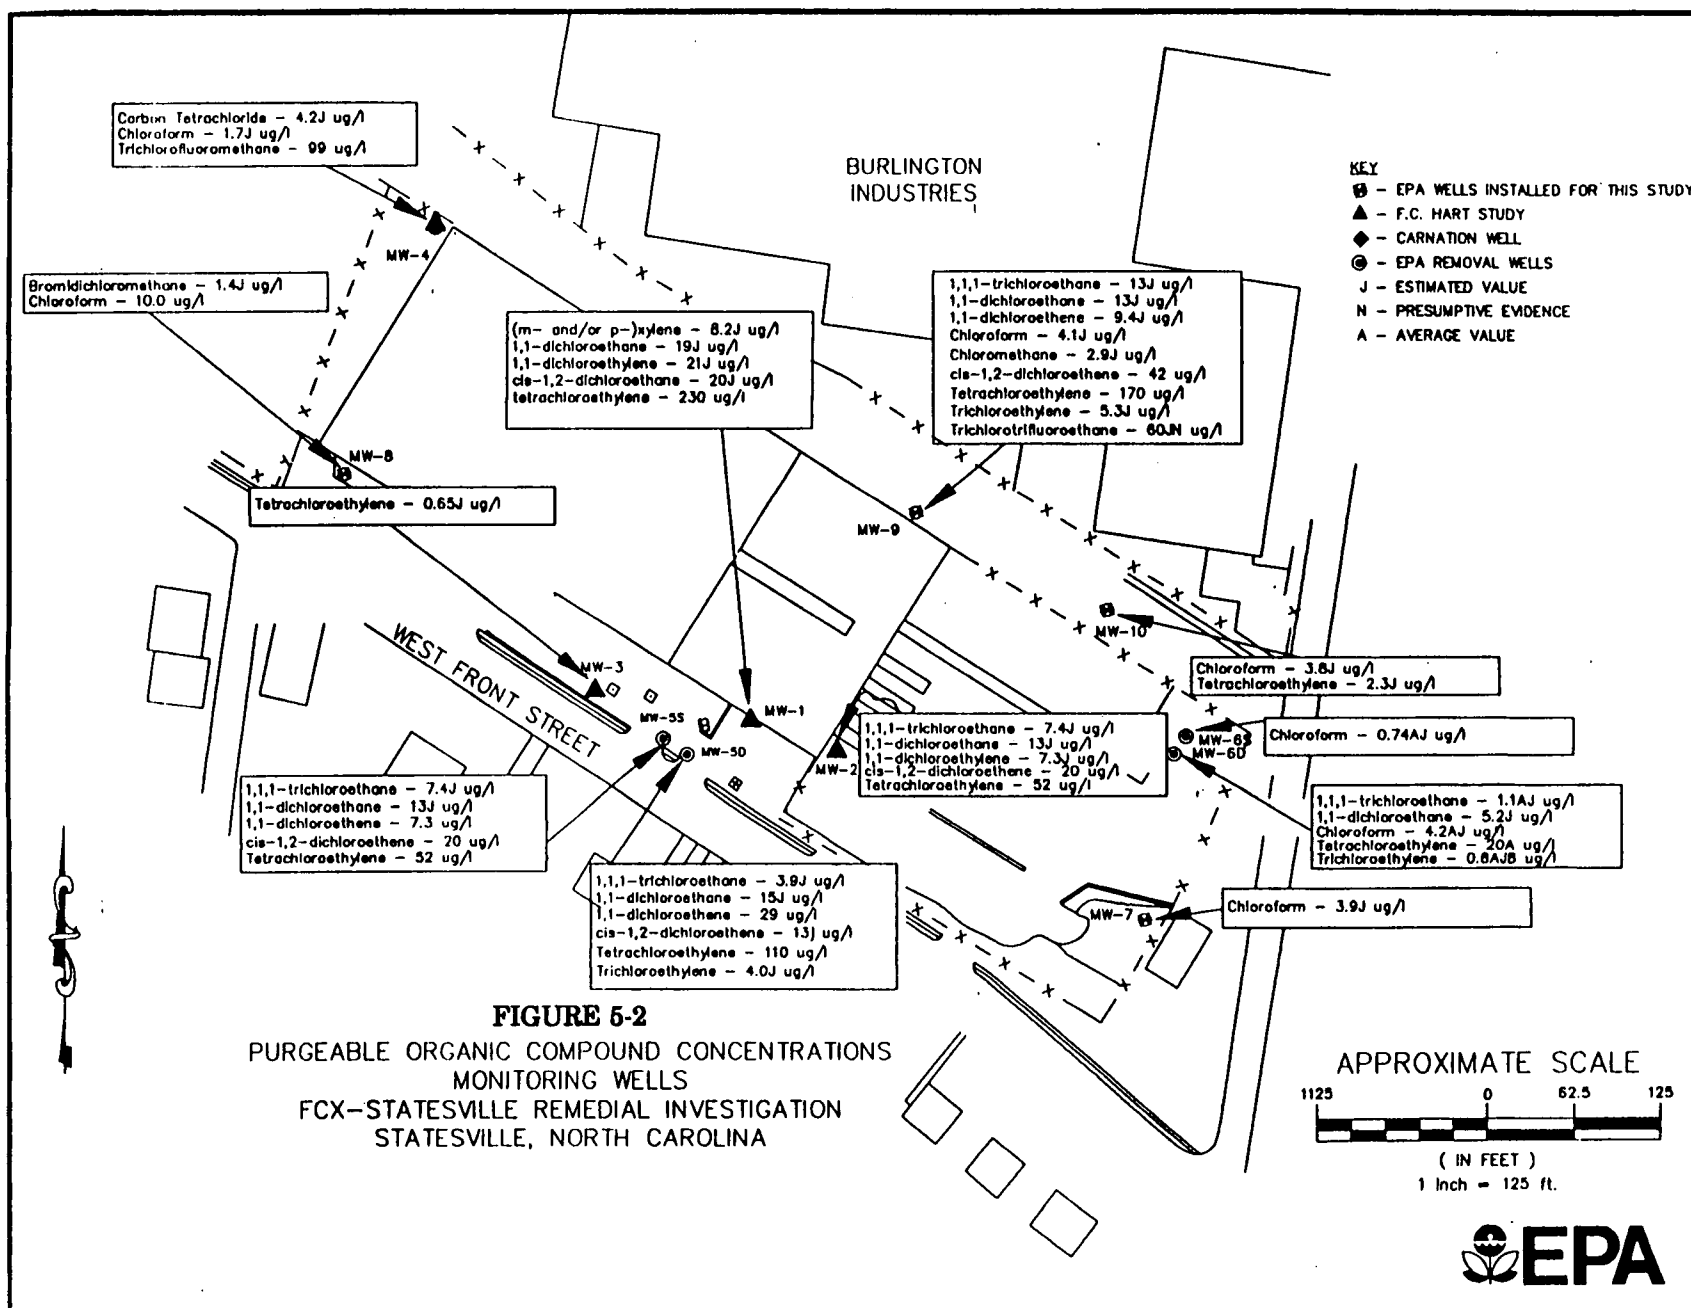 Carbon Tetrachloride - 4.2J ug/l
Chloroform - 1.7J ug/l
Trichlorofluoromethane - 99 ug/l
BURLINGTON
INDUSTRIES
KEY
- EPA WELLS INSTALLED FOR THIS STUDY
- F.C. HART STUDY
- CARNATION WELL
- EPA REMOVAL WELLS
J - ESTIMATED VALUE
N - PRESUMPTIVE EVIDENCE
A - AVERAGE VALUE
MW-4
Bromidichloromethane - 1.4J ug/l
Chloroform - 10.0 ug/l
(m- and/or p-)xylene - 8.2J ug/l
1,1-dichloroethane - 19J ug/l
1,1-dichloroethylene - 21J ug/l
cis-1,2-dichloroethane - 20J ug/l
tetrachloroethylene - 230 ug/l
1,1,1-trichloroethane - 13J ug/l
1,1-dichloroethane - 13J ug/l
1,1-dichloroethene - 9.4J ug/l
Chloroform - 4.1J ug/l
Chloromethane - 2.9J ug/l
cis-1,2-dichloroethene - 42 ug/l
Tetrachloroethylene - 170 ug/l
Trichloroethylene - 5.3J ug/l
Trichlorotrifluoroethane - 60JN ug/l
MW-8
Tetrachloroethylene - 0.65J ug/l
MW-9
MW-10
WEST FRONT STREET
MW-3
MW-1
MW-5S
MW-5D
MW-2
Chloroform - 3.8J ug/l
Tetrachloroethylene - 2.3J ug/l
1,1,1-trichloroethane - 7.4J ug/l
1,1-dichloroethane - 13J ug/l
1,1-dichloroethylene - 7.3J ug/l
cis-1,2-dichloroethene - 20 ug/l
Tetrachloroethylene - 52 ug/l
MW-6S
MW-6D
Chloroform - 0.74AJ ug/l
1,1,1-trichloroethane - 7.4J ug/l
1,1-dichloroethane - 13J ug/l
1,1-dichloroethene - 7.3 ug/l
cis-1,2-dichloroethene - 20 ug/l
Tetrachloroethylene - 52 ug/l
1,1,1-trichloroethane - 1.1AJ ug/l
1,1-dichloroethane - 5.2J ug/l
Chloroform - 4.2AJ ug/l
Tetrachloroethylene - 20A ug/l
Trichloroethylene - ug/l
1,1,1-trichloroethane - 3.9J ug/l
1,1-dichloroethane - 15J ug/l
1,1-dichloroethene - 29 ug/l
cis-1,2-dichloroethene - 13J ug/l
Tetrachloroethylene - 110 ug/l
Trichloroethylene - 4.0J ug/l
MW-7
Chloroform - 3.9J ug/l
FIGURE 5-2
PURGEABLE ORGANIC COMPOUND CONCENTRATIONS
MONITORING WELLS
FCX-STATESVILLE REMEDIAL INVESTIGATION
STATESVILLE, NORTH CAROLINA
APPROXIMATE SCALE
1125 0 62.5 125
( IN FEET )
1 Inch = 125 ft.
EPA